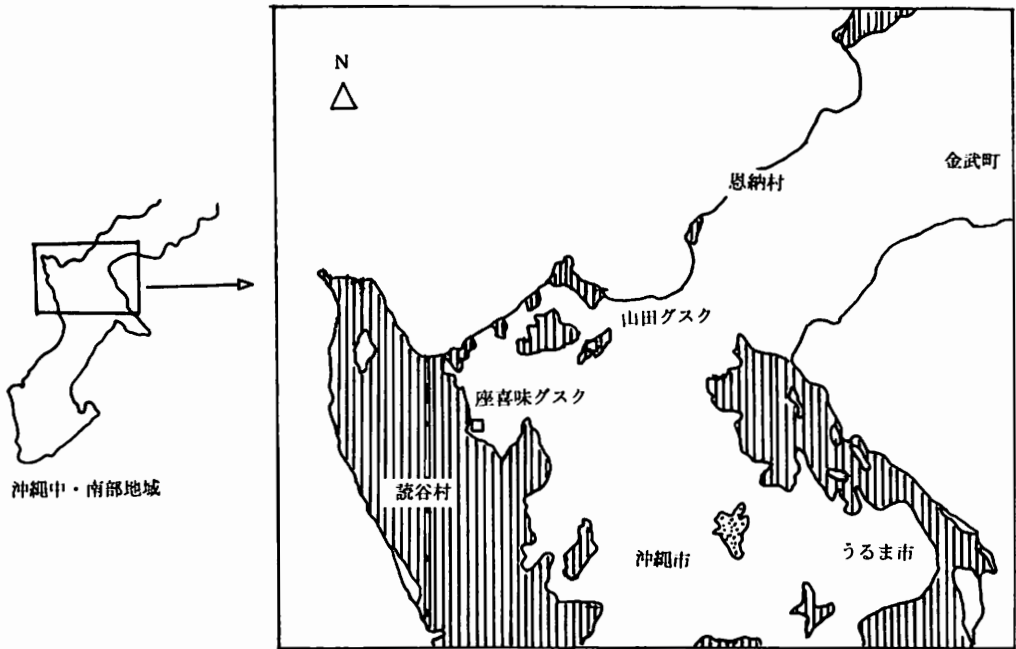 N
金武町
恩納村
山田グスク
座喜味グスク
沖縄中・南部地域
読谷村
沖縄市
うるま市